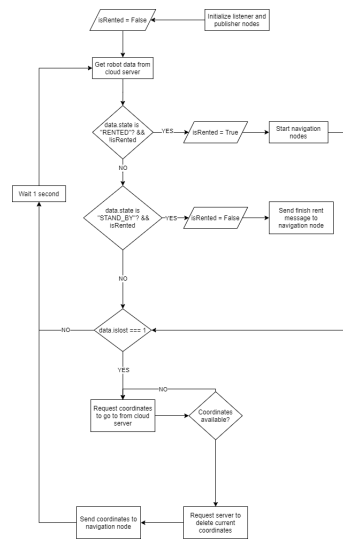 isRented = False
Initialize listener and
publisher nodes
Get robot data from
cloud server
data.state is
"RENTED"? &&
!isRented
YES
isRented = True
Start navigation
nodes
NO
Wait 1 second
data.state is
"STAND_BY"? &&
isRented
YES
isRented = False
Send finish rent
message to
navigation node
NO
NO
data.islost === 1
YES
NO
Request coordinates
to go to from cloud
server
Coordinates
available?
Send coordinates to
navigation node
Request server to
delete current
coordinates